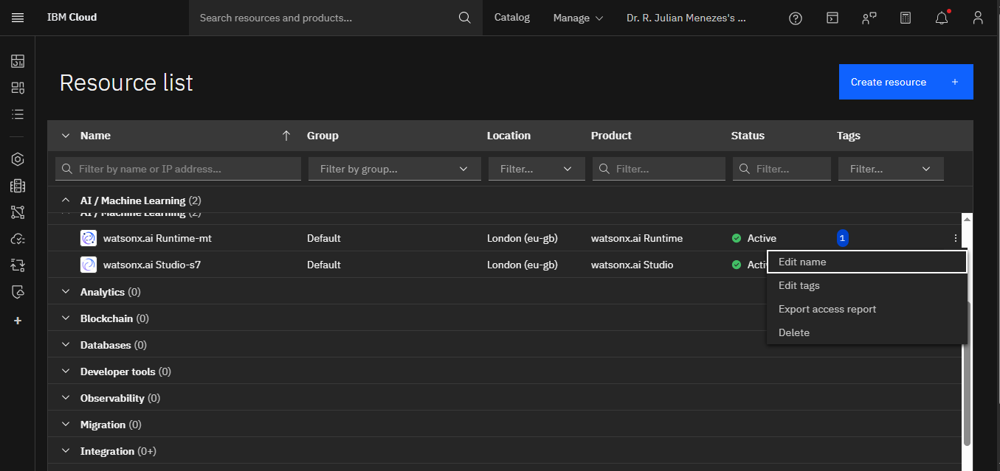 IBM Cloud
Search resources and products...
Catalog
Manage
Dr. R. Julian Menezes's ...
Resource list
Create resource +
Name
Group
Location
Product
Status
Tags
Filter by name or IP address...
Filter by group...
Filter...
Filter...
Filter...
Filter...
AI / Machine Learning (2)
AI / Machine Learning (2)
watsonx.ai Runtime-mt
Default
London (eu-gb)
watsonx.ai Runtime
Active
1
watsonx.ai Studio-s7
Default
London (eu-gb)
watsonx.ai Studio
Acti
Edit name
Edit tags
Export access report
Delete
Analytics (0)
Blockchain (0)
Databases (0)
Developer tools (0)
Observability (0)
Migration (0)
Integration (0+)